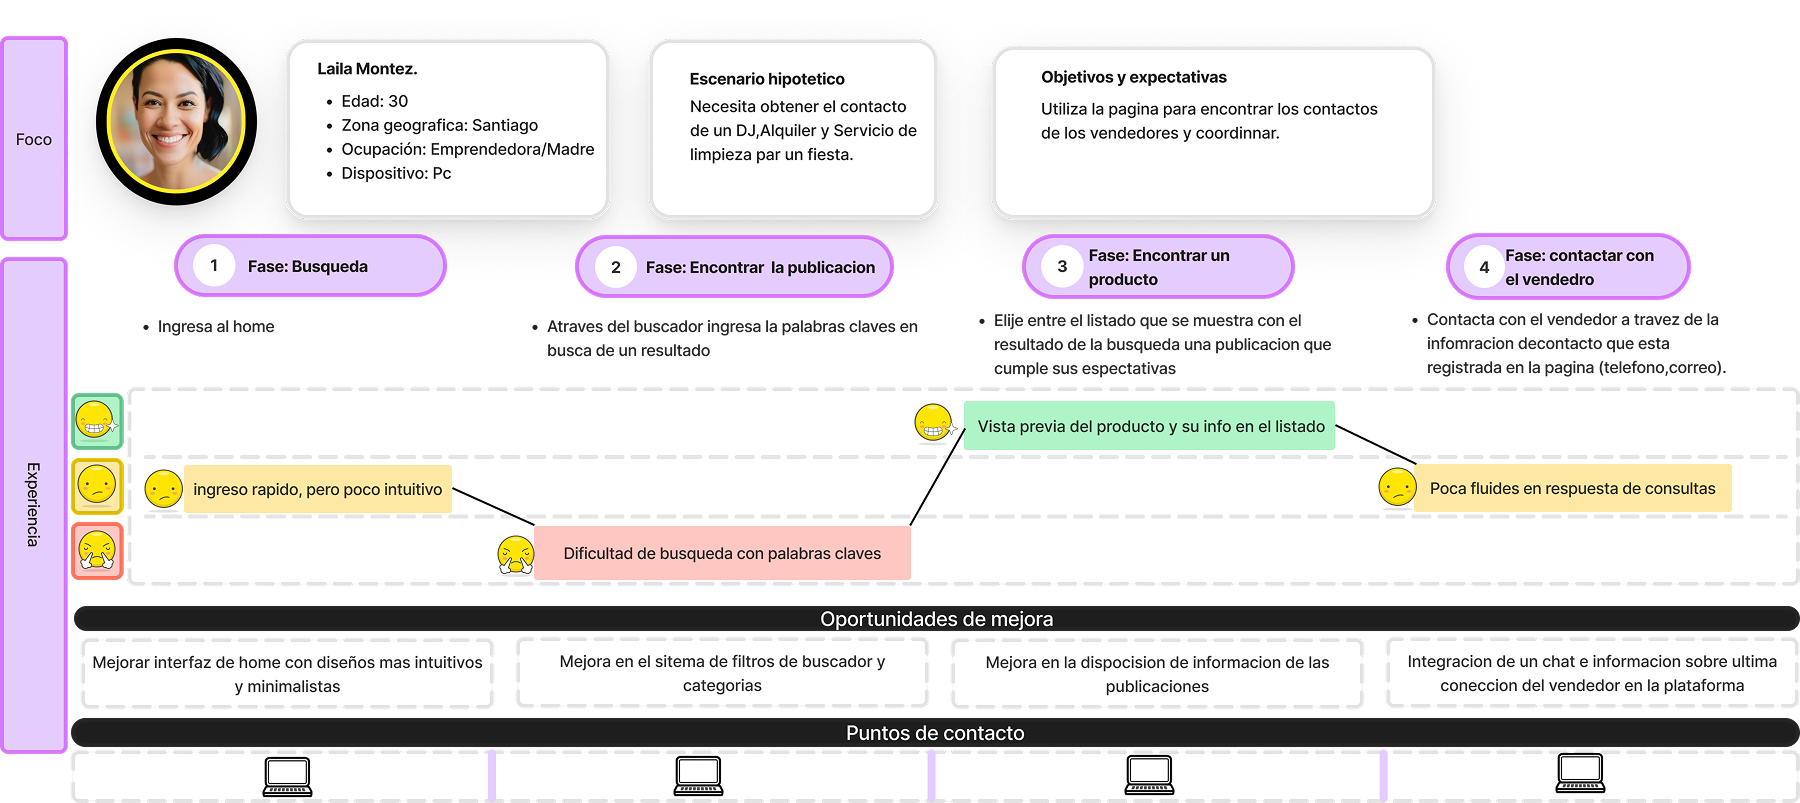 Foco
Laila Montez.
• Edad: 30
• Zona geografica: Santiago
• Ocupación: Emprendedora/Madre
• Dispositivo: Pc
Escenario hipotetico
Necesita obtener el contacto
de un DJ,Alquiler y Servicio de
limpieza par un fiesta.
Objetivos y expectativas
Utiliza la pagina para encontrar los contactos
de los vendedores y coordinnar.
Experiencia
1 Fase: Busqueda
2 Fase: Encontrar la publicacion
3 Fase: Encontrar un
producto
4 Fase: contactar con
el vendedro
• Ingresa al home
• Atraves del buscador ingresa la palabras claves en
busca de un resultado
• Elije entre el listado que se muestra con el
resultado de la busqueda una publicacion que
cumple sus espectativas
• Contacta con el vendedor a travez de la
infomracion decontacto que esta
registrada en la pagina (telefono,correo).
ingreso rapido, pero poco intuitivo
Dificultad de busqueda con palabras claves
Vista previa del producto y su info en el listado
Poca fluides en respuesta de consultas
Oportunidades de mejora
Mejorar interfaz de home con diseños mas intuitivos
y minimalistas
Mejora en el sitema de filtros de buscador y
categorias
Mejora en la dispocision de informacion de las
publicaciones
Integracion de un chat e informacion sobre ultima
coneccion del vendedor en la plataforma
Puntos de contacto